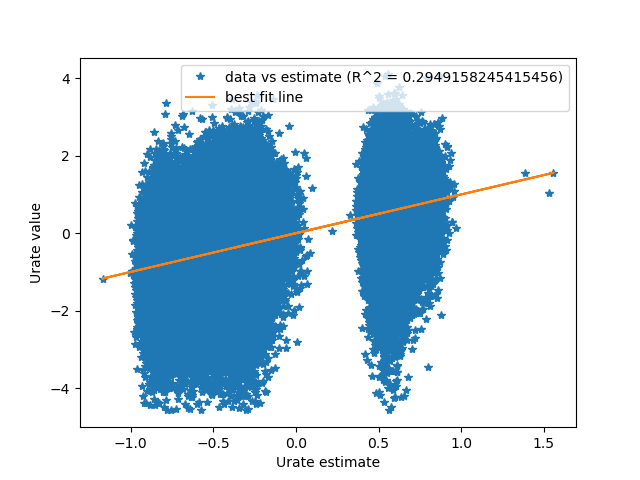 data vs estimate (R^2 = 0.2949158245415456)
best fit line
4
2
0
−2
−4
Urate value
−1.0 −0.5 0.0 0.5 1.0 1.5
Urate estimate